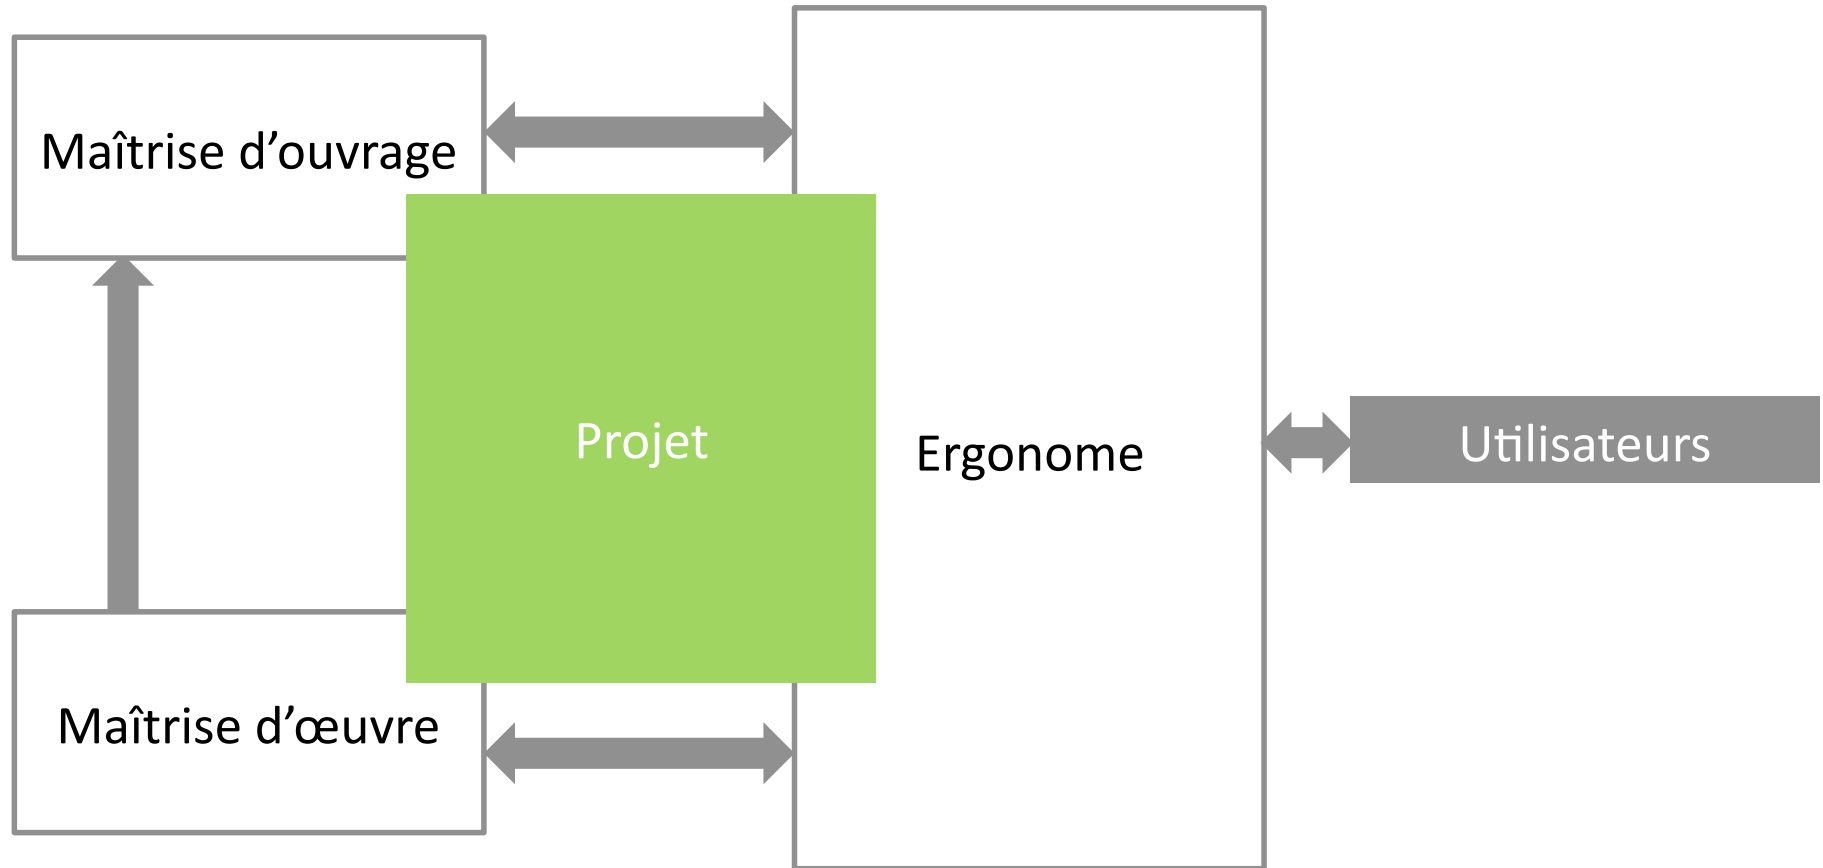 Maîtrise d’ouvrage
Projet
Ergonome
Utilisateurs
Maîtrise d’œuvre